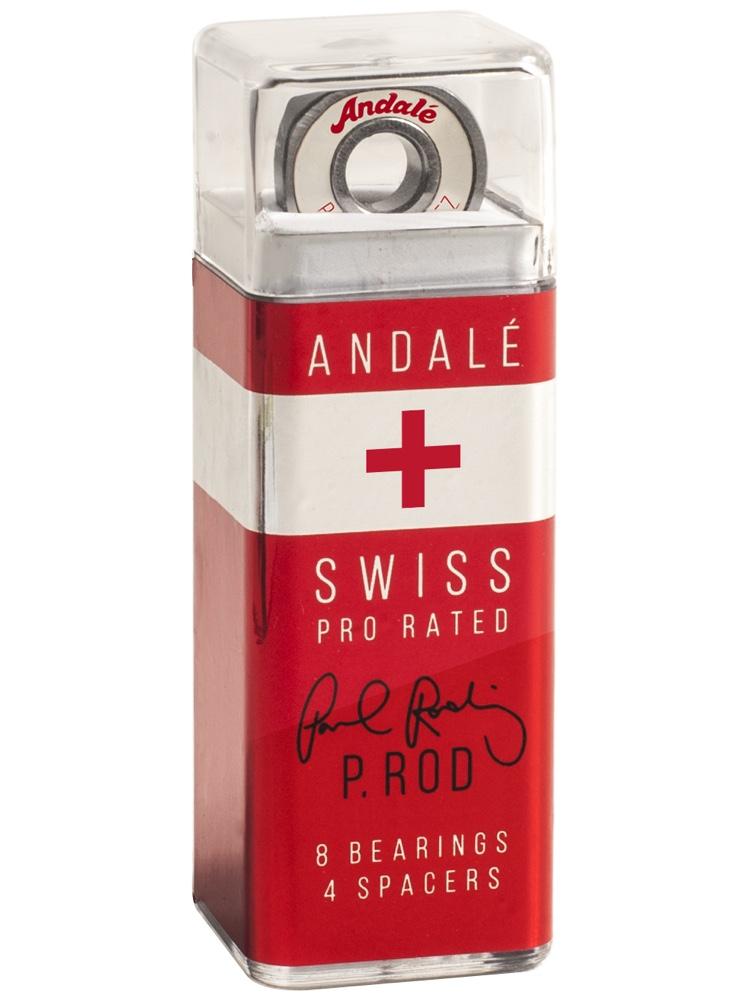 Andalé
ANDALÉ
SWISS
PRO RATED
P. ROD
8 BEARINGS
4 SPACERS